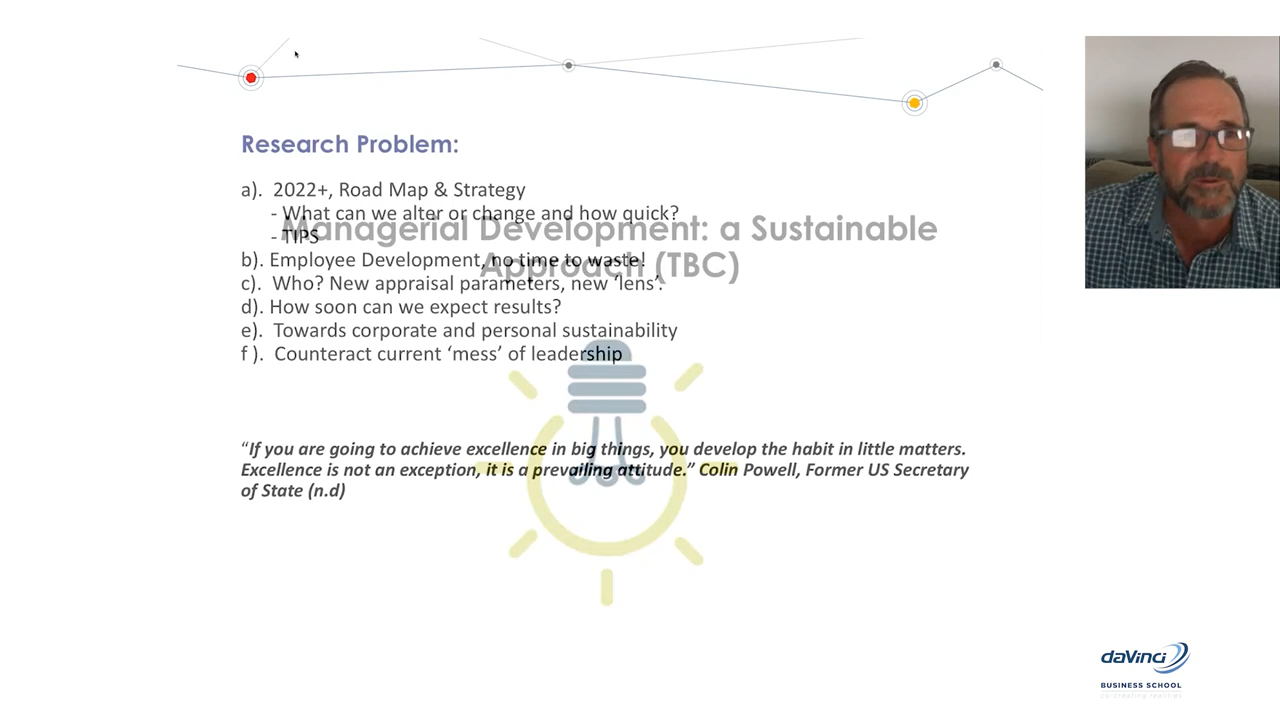 Research Problem:
a). 2022+, Road Map & Strategy
- What can we alter or change and how quick?
- TIPS
Managerial Development: a Sustainable
Approach (TBC)
b). Employee Development, no time to waste!
c). Who? New appraisal parameters, new ‘lens’.
d). How soon can we expect results?
e). Towards corporate and personal sustainability
f ). Counteract current ‘mess’ of leadership
“If you are going to achieve excellence in big things, you develop the habit in little matters.
Excellence is not an exception, it is a prevailing attitude.” Colin Powell, Former US Secretary
of State (n.d)
daVinci
BUSINESS SCHOOL
co-creating realities